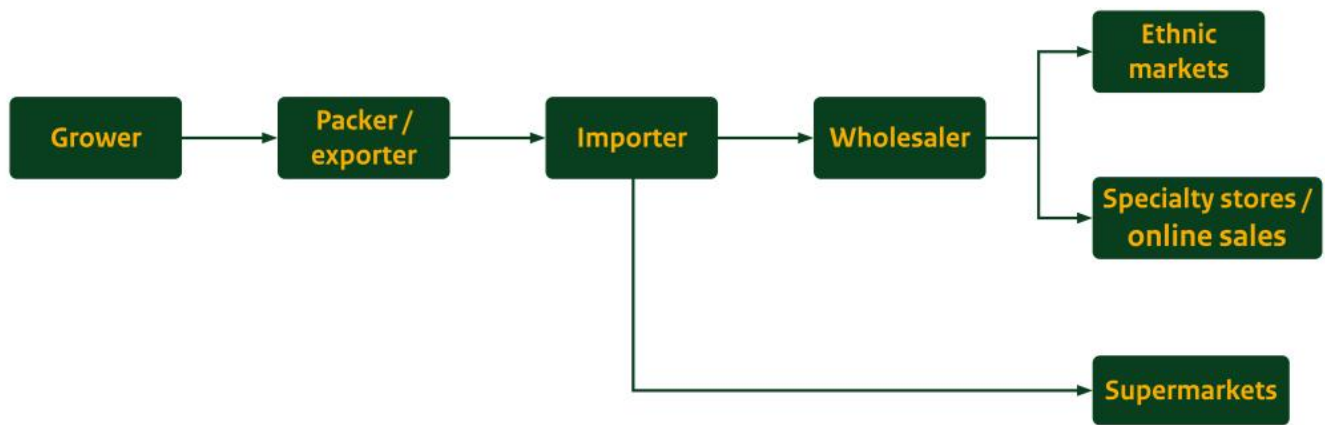 Grower
Packer /
exporter
Importer
Wholesaler
Ethnic
markets
Specialty stores /
online sales
Supermarkets